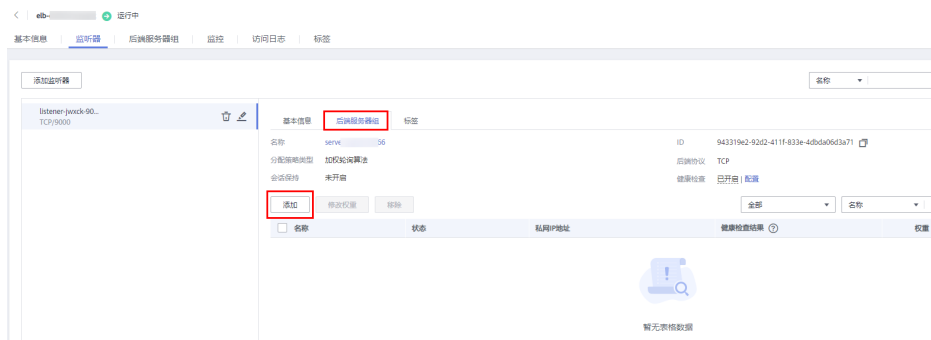 elb- 运行中
基本信息 监听器 后端服务器组 监控 访问日志 标签
添加监听器 名称
listener-jwxck-90...
TCP/9000
基本信息 后端服务器组 标签
名称 serve 56 ID 943319e2-92d2-411f-833e-4dbda06d3a71
分配策略类型 加权轮询算法 后端协议 TCP
会话保持 未开启 健康检查 已开启 | 配置
添加 修改权重 移除 全部 名称
名称 状态 私网IP地址 健康检查结果 ? 权重
暂无表格数据